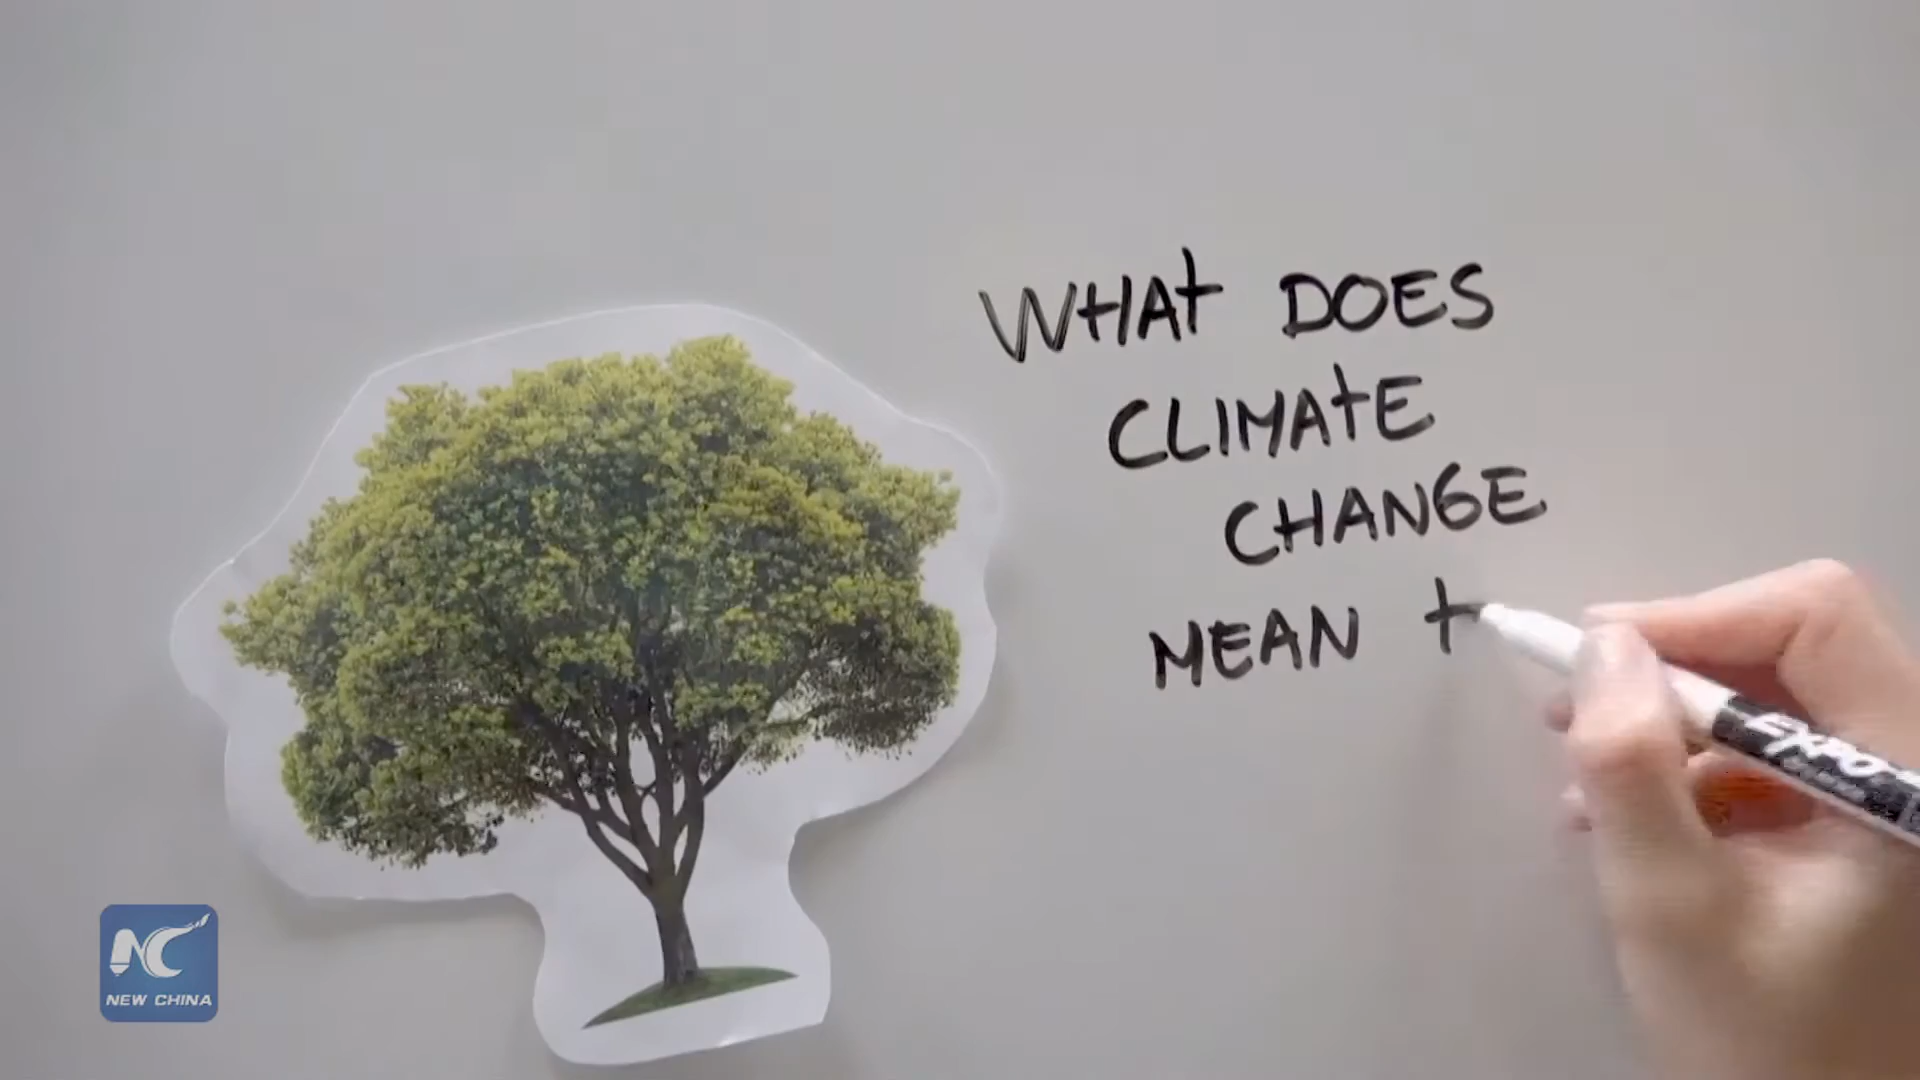 WHAT DOES
CLIMATE
CHANGE
MEAN t
EXPO
NEW CHINA